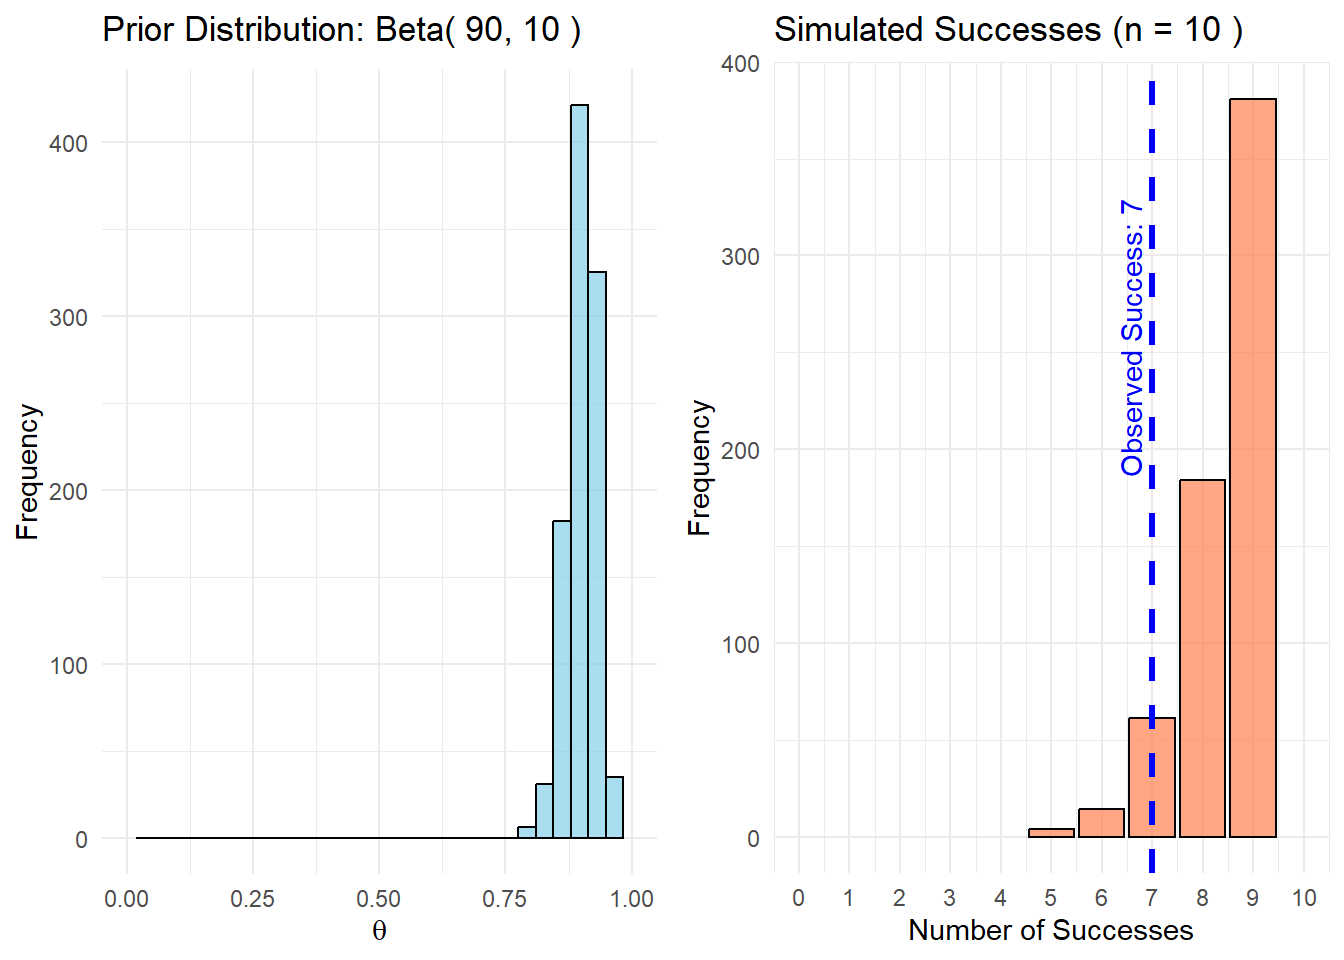 Prior Distribution: Beta( 90, 10 )
Frequency
400
300
200
100
0
0.00 0.25 0.50 0.75 1.00
θ
Simulated Successes (n = 10 )
Frequency
400
300
200
100
0
Observed Success: 7
0 1 2 3 4 5 6 7 8 9 10
Number of Successes